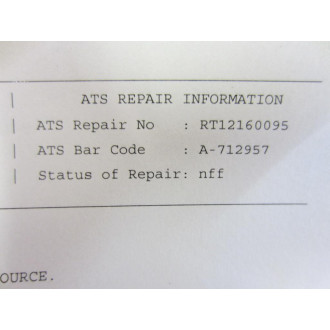 | ATS REPAIR INFORMATION
| ATS Repair No : RT12160095
| ATS Bar Code : A-712957
| Status of Repair: nff
OURCE.